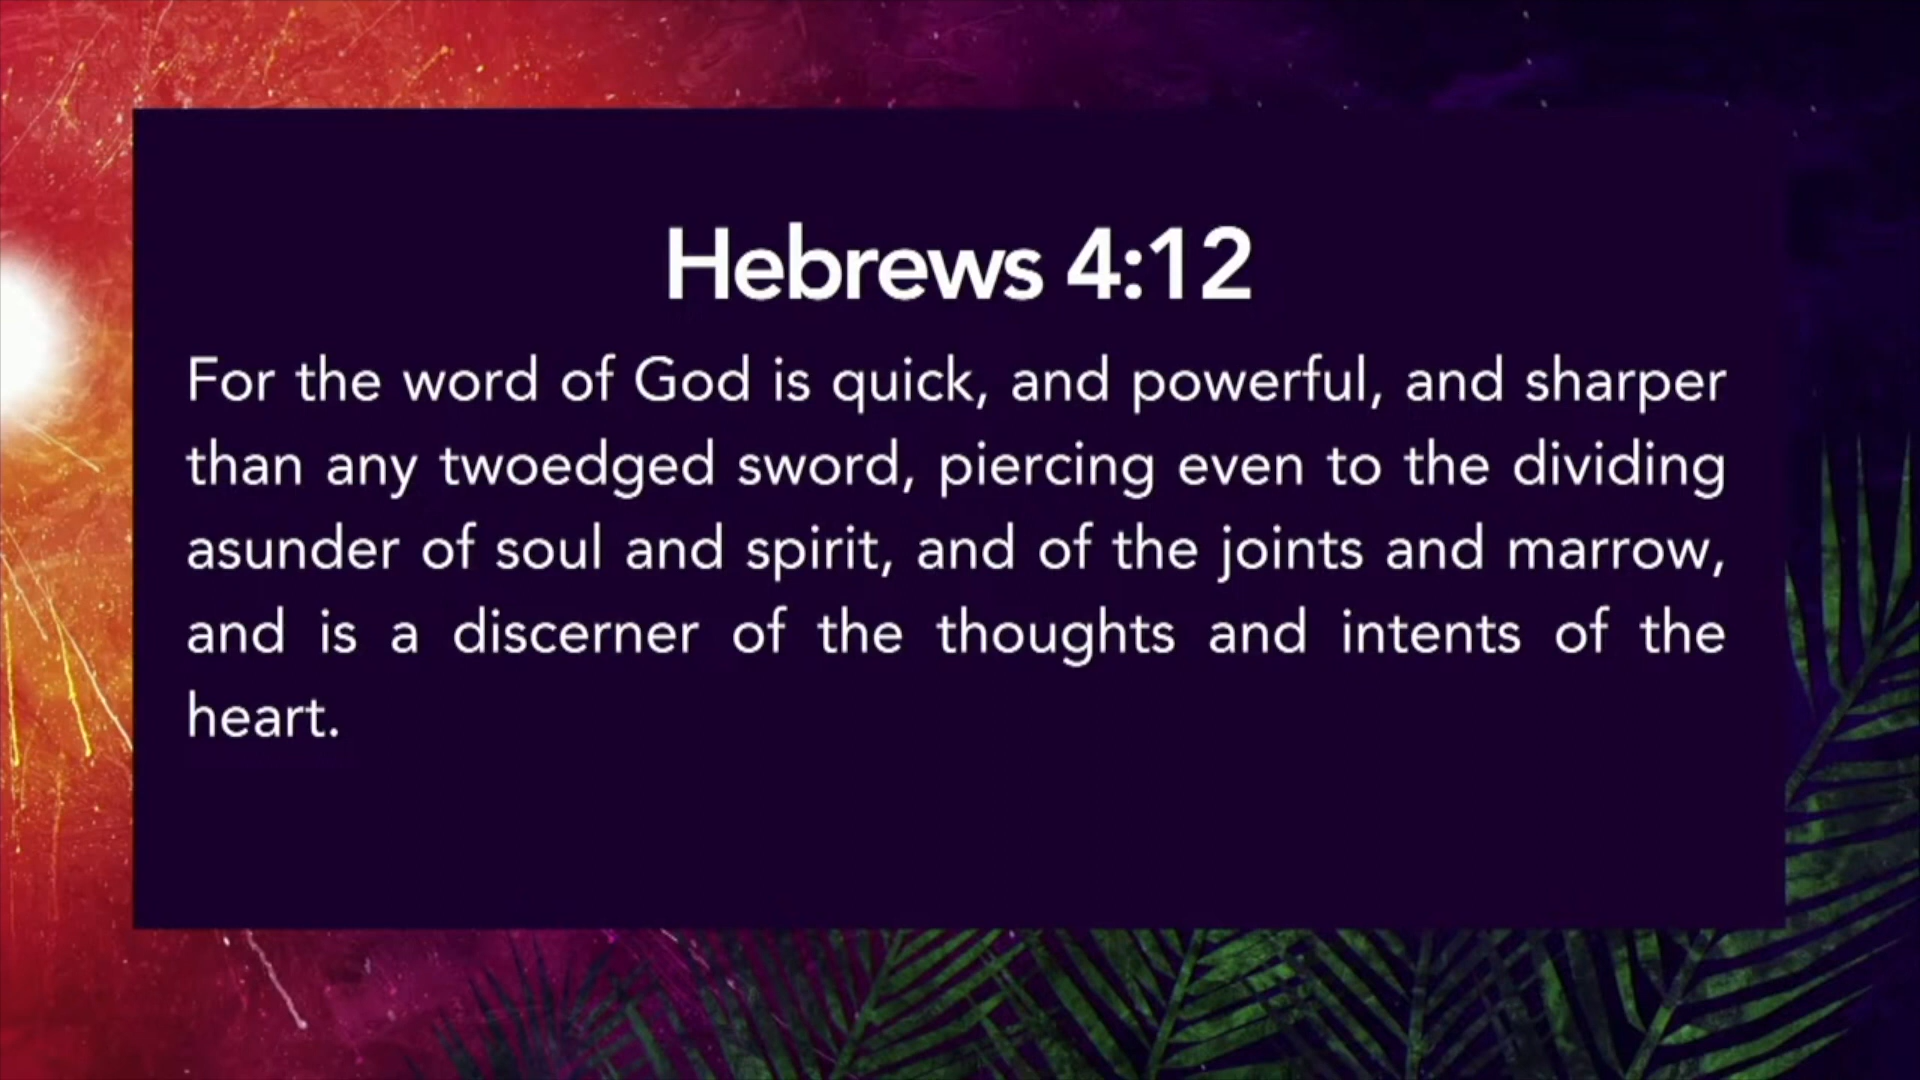 Hebrews 4:12
For the word of God is quick, and powerful, and sharper
than any twoedged sword, piercing even to the dividing
asunder of soul and spirit, and of the joints and marrow,
and is a discerner of the thoughts and intents of the
heart.